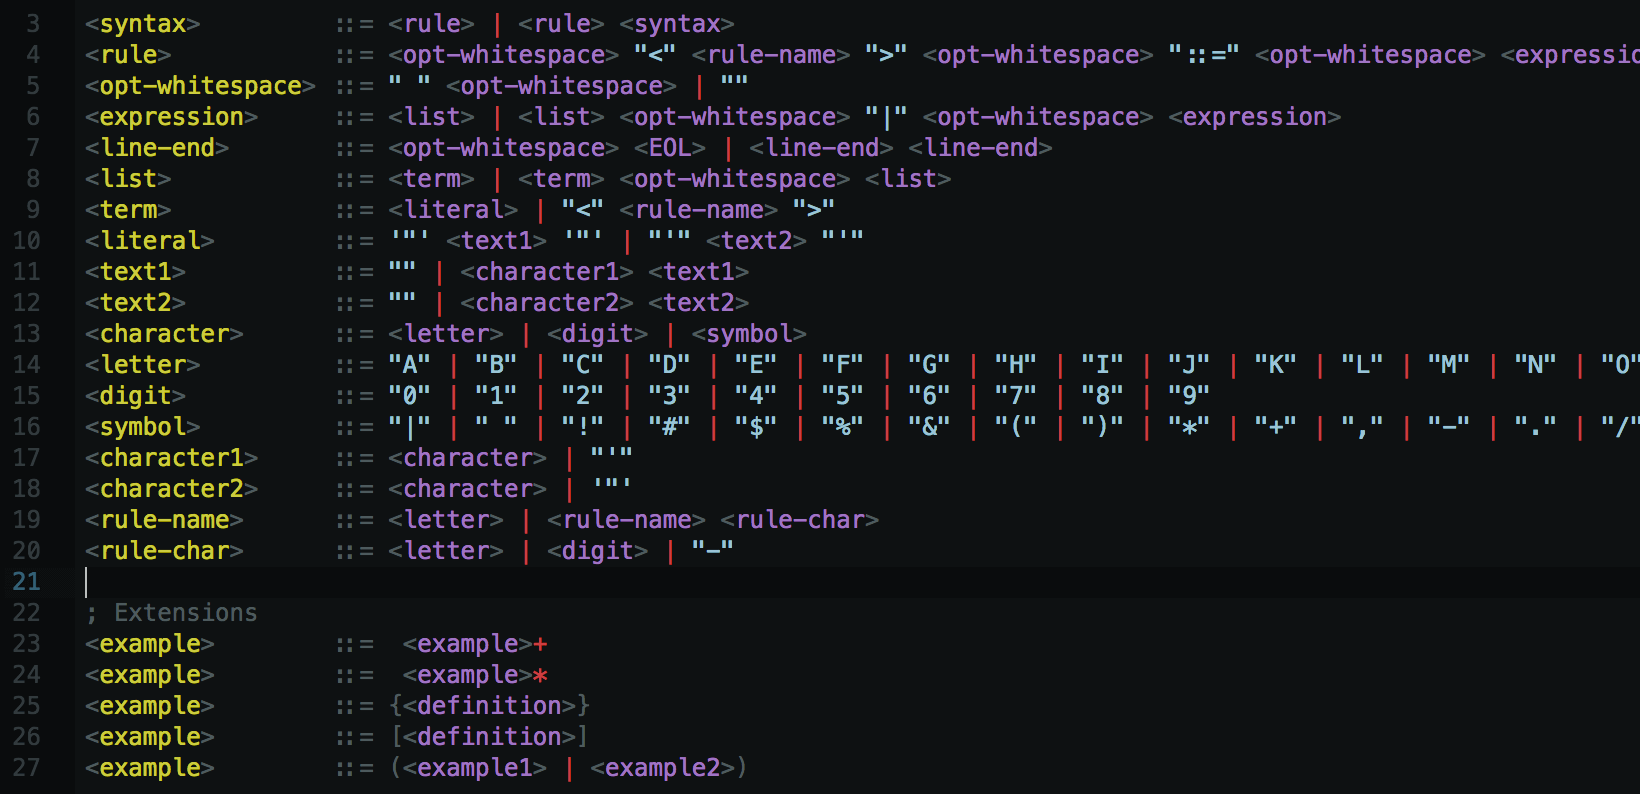 3 <syntax> ::= <rule> | <rule> <syntax>
4 <rule> ::= <opt-whitespace> "<" <rule-name> ">" <opt-whitespace> "::=" <opt-whitespace> <expressio
5 <opt-whitespace> ::= " " <opt-whitespace> | ""
6 <expression> ::= <list> | <list> <opt-whitespace> "|" <opt-whitespace> <expression>
7 <line-end> ::= <opt-whitespace> <EOL> | <line-end> <line-end>
8 <list> ::= <term> | <term> <opt-whitespace> <list>
9 <term> ::= <literal> | "<" <rule-name> ">"
10 <literal> ::= '"' <text1> '"' | "'" <text2> "'"
11 <text1> ::= "" | <character1> <text1>
12 <text2> ::= "" | <character2> <text2>
13 <character> ::= <letter> | <digit> | <symbol>
14 <letter> ::= "A" | "B" | "C" | "D" | "E" | "F" | "G" | "H" | "I" | "J" | "K" | "L" | "M" | "N" | "O"
15 <digit> ::= "0" | "1" | "2" | "3" | "4" | "5" | "6" | "7" | "8" | "9"
16 <symbol> ::= "|" | " " | "!" | "#" | "$" | "%" | "&" | "(" | ")" | "*" | "+" | "," | "-" | "." | "/"
17 <character1> ::= <character> | "'"
18 <character2> ::= <character> | '"'
19 <rule-name> ::= <letter> | <rule-name> <rule-char>
20 <rule-char> ::= <letter> | <digit> | "-"
21
22 ; Extensions
23 <example> ::= <example>+
24 <example> ::= <example>*
25 <example> ::= {<definition>}
26 <example> ::= [<definition>]
27 <example> ::= (<example1> | <example2>)